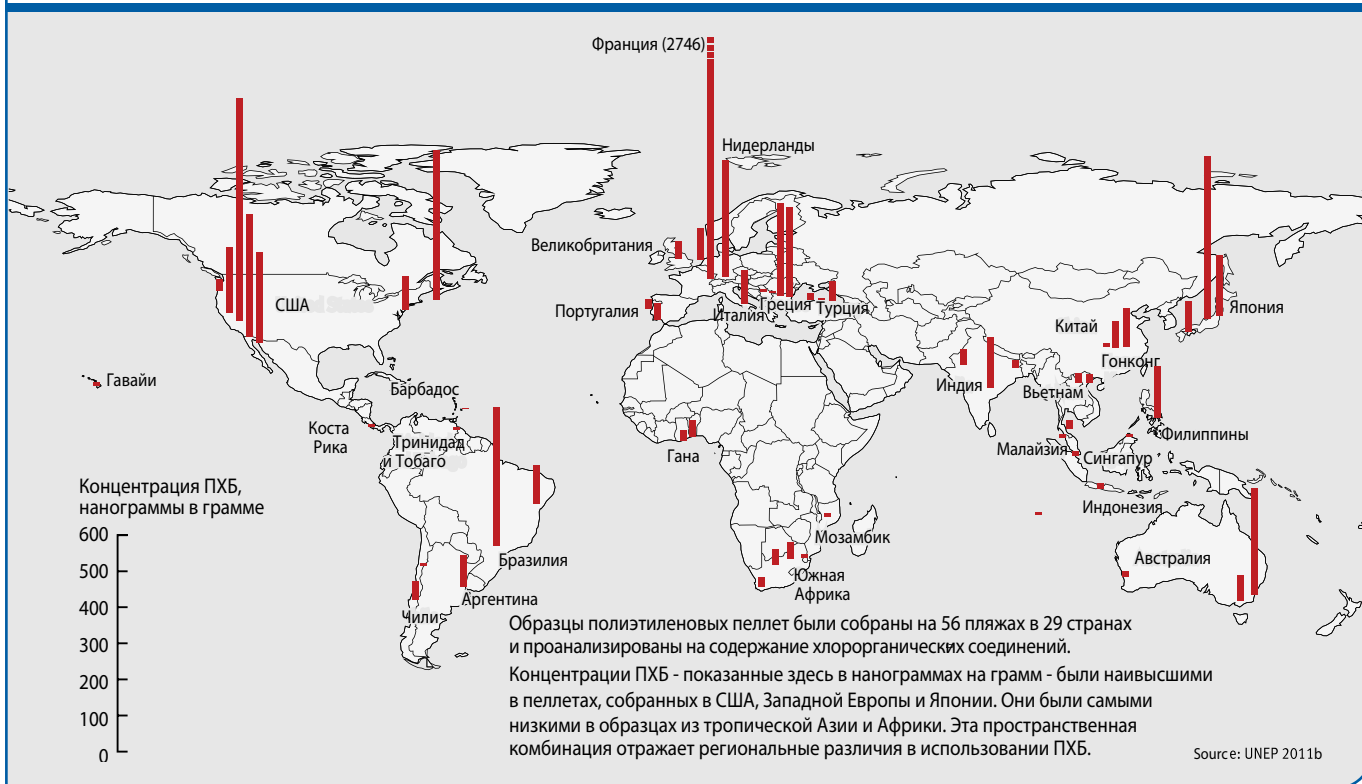 Франция (2746)
Нидерланды
Великобритания
США
Португалия
Италия
Греция
Турция
Китай
Япония
Гонконг
Гавайи
Барбадос
Индия
Вьетнам
Коста
Рика
Тринидад
и Тобаго
Гана
Малайзия
Сингапур
Филиппины
Концентрация ПХБ,
нанограммы в грамме
600
500
400
300
200
100
0
Индонезия
Мозамбик
Бразилия
Австралия
Южная
Африка
Аргентина
Чили
Образцы полиэтиленовых пеллет были собраны на 56 пляжах в 29 странах
и проанализированы на содержание хлорорганических соединений.
Концентрации ПХБ - показанные здесь в нанограммах на грамм - были наивысшими
в пеллетах, собранных в США, Западной Европы и Японии. Они были самыми
низкими в образцах из тропической Азии и Африки. Эта пространственная
комбинация отражает региональные различия в использовании ПХБ.
Source: UNEP 2011b